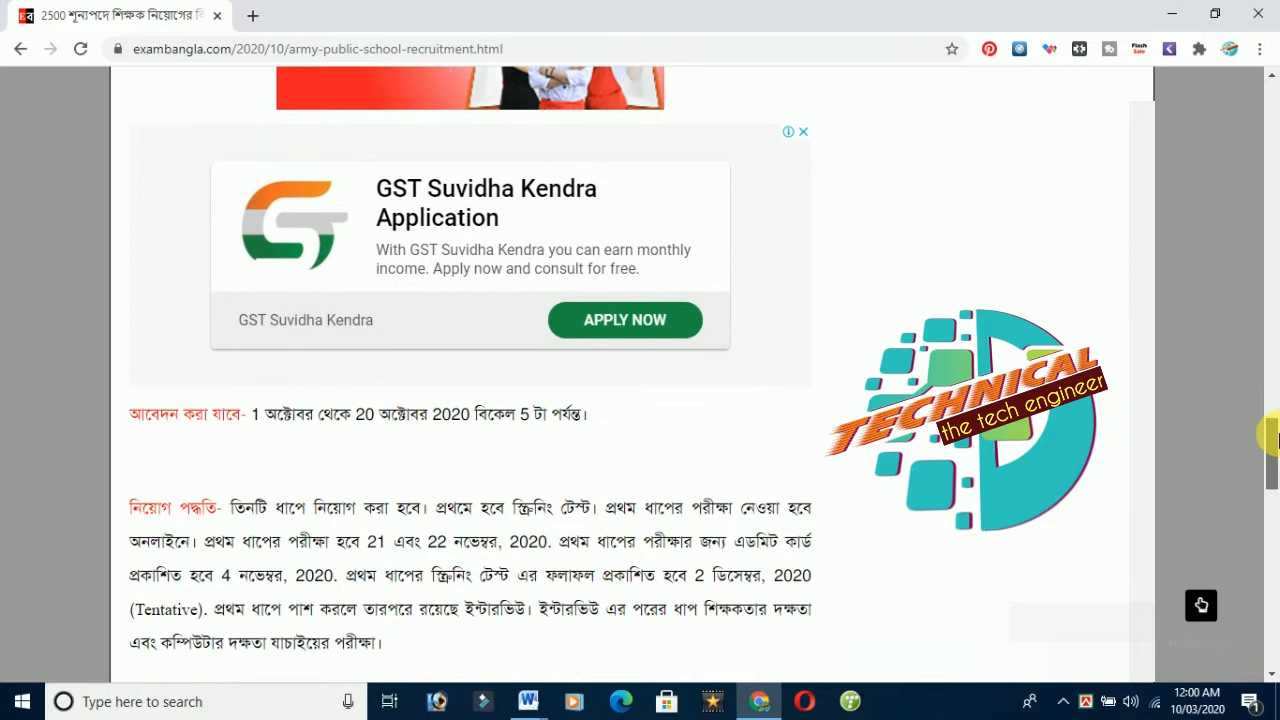 2500 শূন্যপদে শিক্ষক নিয়োগের বি
exambangla.com/2020/10/army-public-school-recruitment.html
GST Suvidha Kendra
Application
With GST Suvidha Kendra you can earn monthly
income. Apply now and consult for free.
GST Suvidha Kendra
APPLY NOW
আবেদন করা যাবে- 1 অক্টোবর থেকে 20 অক্টোবর 2020 বিকেল 5 টা পর্যন্ত।
TECHNICAL
the tech engineer
নিয়োগ পদ্ধতি- তিনটি ধাপে নিয়োগ করা হবে। প্রথমে হবে স্ক্রিনিং টেস্ট। প্রথম ধাপের পরীক্ষা নেওয়া হবে
অনলাইনে। প্রথম ধাপের পরীক্ষা হবে 21 এবং 22 নভেম্বর, 2020. প্রথম ধাপের পরীক্ষার জন্য এডমিট কার্ড
প্রকাশিত হবে 4 নভেম্বর, 2020. প্রথম ধাপের স্ক্রিনিং টেস্ট এর ফলাফল প্রকাশিত হবে 2 ডিসেম্বর, 2020
(Tentative). প্রথম ধাপে পাশ করলে তারপরে রয়েছে ইন্টারভিউ। ইন্টারভিউ এর পরের ধাপ শিক্ষকতার দক্ষতা
এবং কম্পিউটার দক্ষতা যাচাইয়ের পরীক্ষা।
Type here to search
12:00 AM
10/03/2020